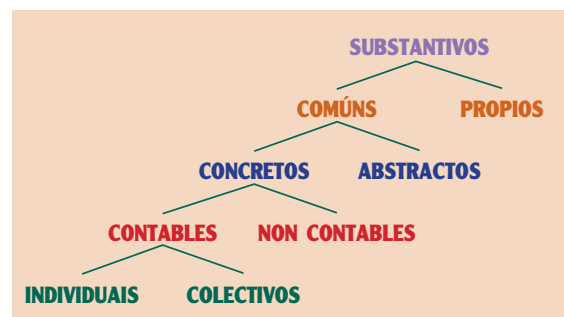 SUBSTANTIVOS
COMÚNS PROPIOS
CONCRETOS ABSTRACTOS
CONTABLES NON CONTABLES
INDIVIDUAIS COLECTIVOS